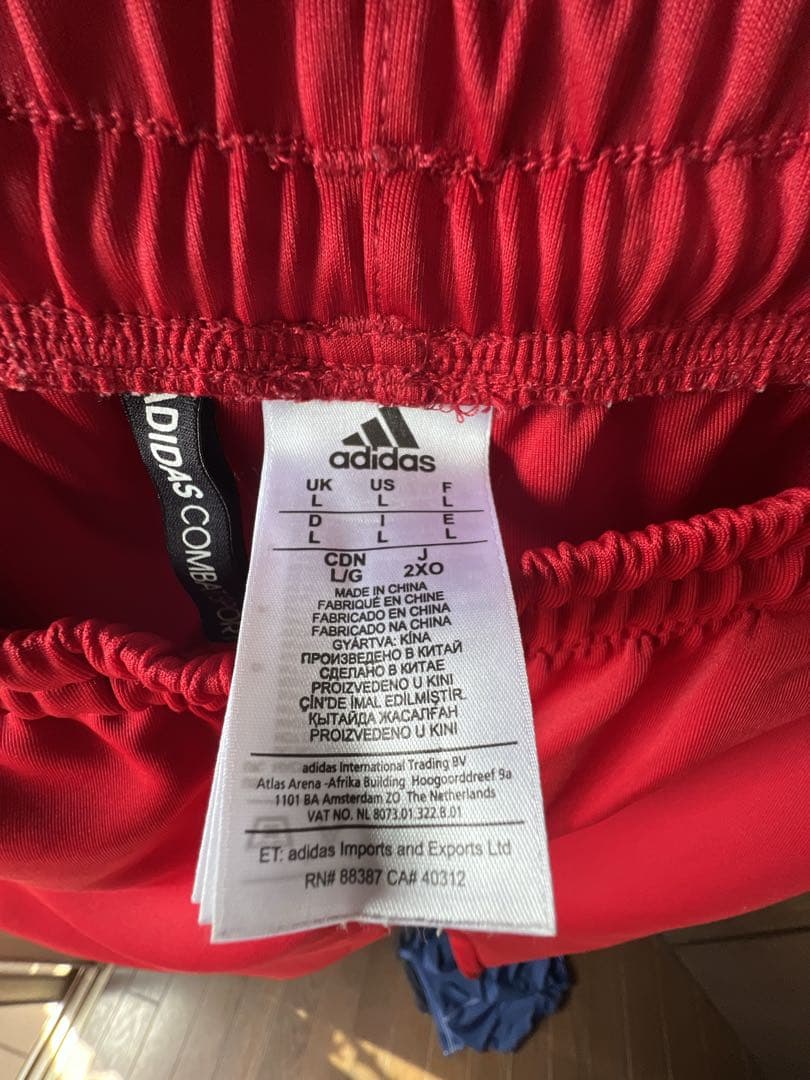 ADIDAS COMBAT
adidas
UK US F
L L L
D I E
L L L
CDN J
L/G 2XO
MADE IN CHINA
FABRIQUÉ EN CHINE
FABRICADO EN CHINA
FABRICADO NA CHINA
GYÁRTVA: KÍNA
ПРОИЗВЕДЕНО В КИТАЙ
СДЕЛАНО В КИТАЕ
PROIZVEDENO U KINI
ÇİN'DE İMAL EDİLMİŞTİR.
ҚЫТАЙДА ЖАСАЛҒАН
PROIZVEDENO U KINI
adidas International Trading BV
Atlas Arena -Afrika Building Hoogoorddreef 9a
1101 BA Amsterdam ZO The Netherlands
VAT NO. NL 8073.01.322.B.01
ET: adidas Imports and Exports Ltd
RN# 88387 CA# 40312